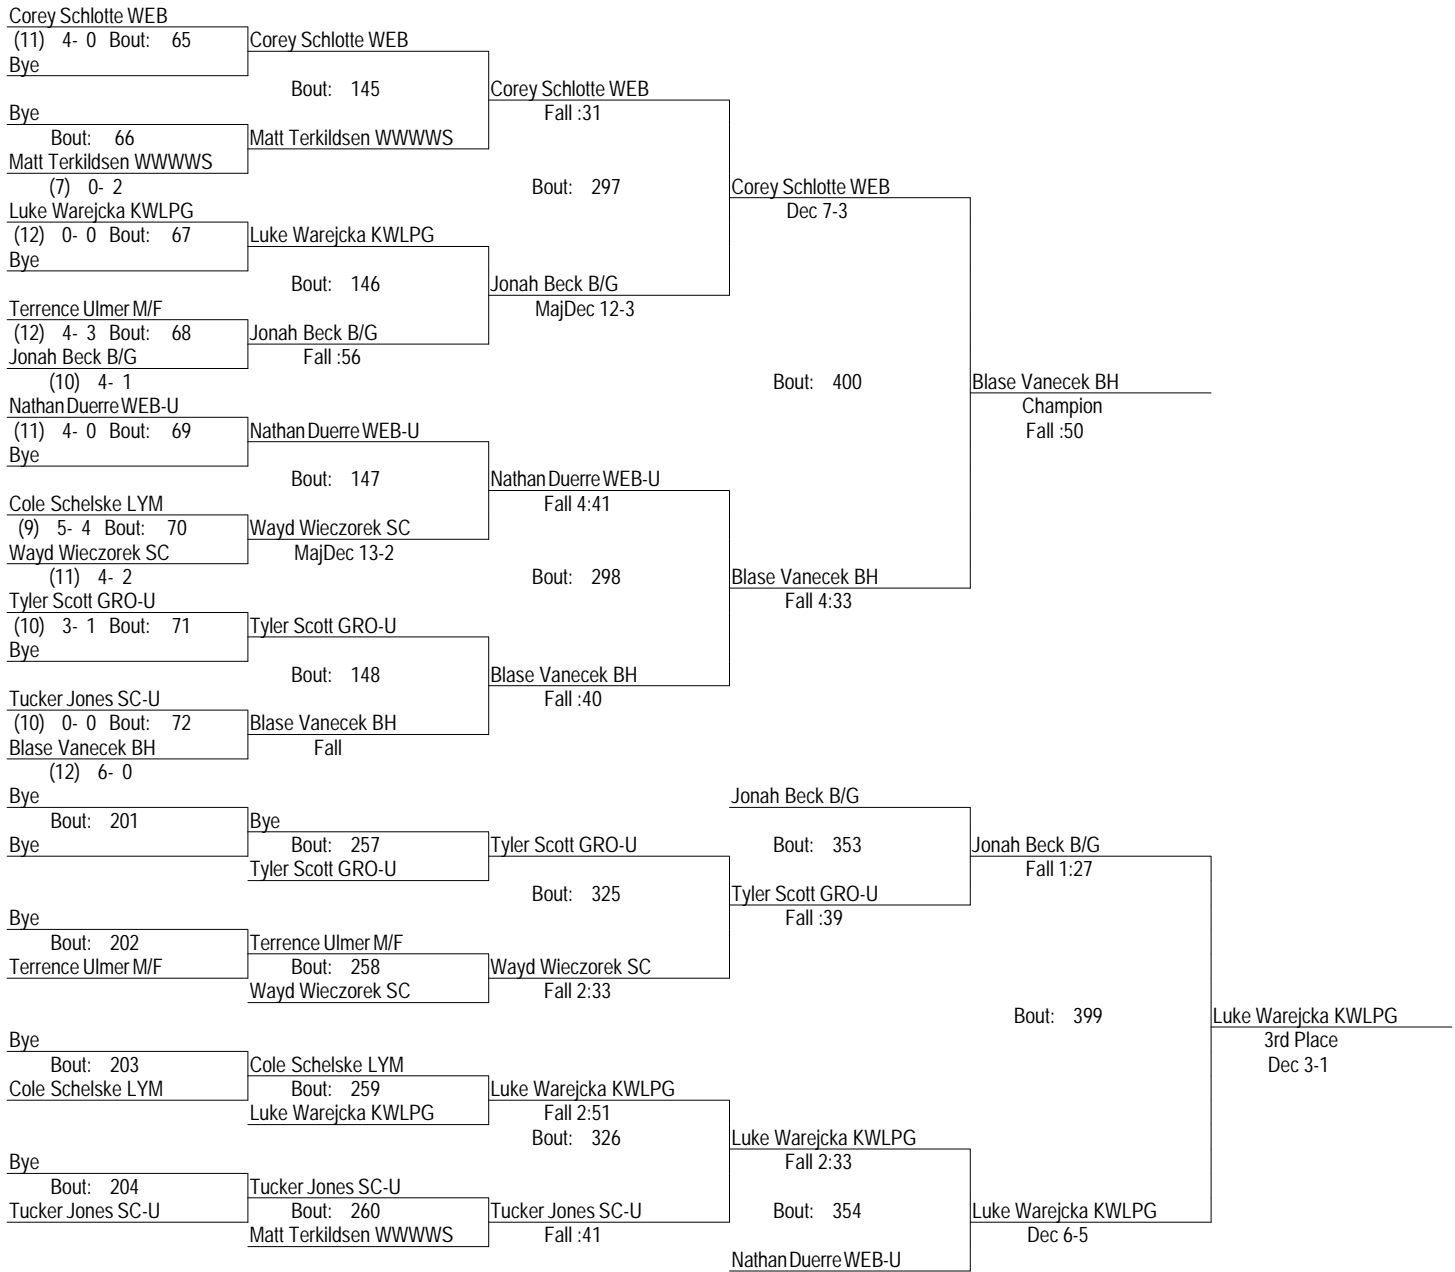 Corey Schlotte WEB
(11) 4- 0 Bout: 65
Corey Schlotte WEB
Bye
Bout: 145
Corey Schlotte WEB
Bye
Fall :31
Bout: 66
Matt Terkildsen WWWWS
Matt Terkildsen WWWWS
(7) 0- 2
Bout: 297
Corey Schlotte WEB
Luke Warejcka KWLPG
Dec 7-3
(12) 0- 0 Bout: 67
Luke Warejcka KWLPG
Bye
Bout: 146
Jonah Beck B/G
Terrence Ulmer M/F
MajDec 12-3
(12) 4- 3 Bout: 68
Jonah Beck B/G
Jonah Beck B/G
Fall :56
(10) 4- 1
Bout: 400
Blase Vanecek BH
Nathan Duerre WEB-U
Champion
(11) 4- 0 Bout: 69
Nathan Duerre WEB-U
Fall :50
Bye
Bout: 147
Nathan Duerre WEB-U
Cole Schelske LYM
Fall 4:41
(9) 5- 4 Bout: 70
Wayd Wieczorek SC
Wayd Wieczorek SC
MajDec 13-2
(11) 4- 2
Bout: 298
Blase Vanecek BH
Tyler Scott GRO-U
Fall 4:33
(10) 3- 1 Bout: 71
Tyler Scott GRO-U
Bye
Bout: 148
Blase Vanecek BH
Tucker Jones SC-U
Fall :40
(10) 0- 0 Bout: 72
Blase Vanecek BH
Blase Vanecek BH
Fall
(12) 6- 0
Bye
Jonah Beck B/G
Bout: 201
Bye
Bye
Bout: 257
Tyler Scott GRO-U
Bout: 353
Jonah Beck B/G
Tyler Scott GRO-U
Fall 1:27
Bout: 325
Tyler Scott GRO-U
Bye
Fall :39
Bout: 202
Terrence Ulmer M/F
Terrence Ulmer M/F
Bout: 258
Wayd Wieczorek SC
Wayd Wieczorek SC
Fall 2:33
Bout: 399
Luke Warejcka KWLPG
Bye
3rd Place
Bout: 203
Cole Schelske LYM
Dec 3-1
Cole Schelske LYM
Bout: 259
Luke Warejcka KWLPG
Luke Warejcka KWLPG
Fall 2:51
Bout: 326
Luke Warejcka KWLPG
Bye
Fall 2:33
Bout: 204
Tucker Jones SC-U
Tucker Jones SC-U
Bout: 260
Tucker Jones SC-U
Bout: 354
Luke Warejcka KWLPG
Matt Terkildsen WWWWS
Fall :41
Dec 6-5
Nathan Duerre WEB-U